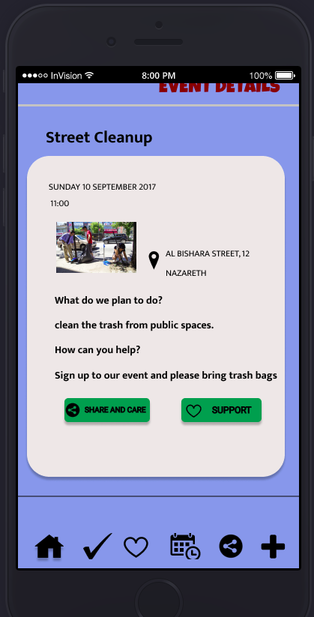 InVision 8:00 PM 100%
EVENT DETAILS
Street Cleanup
SUNDAY 10 SEPTEMBER 2017
11:00
AL BISHARA STREET, 12
NAZARETH
What do we plan to do?
clean the trash from public spaces.
How can you help?
Sign up to our event and please bring trash bags
SHARE AND CARE SUPPORT